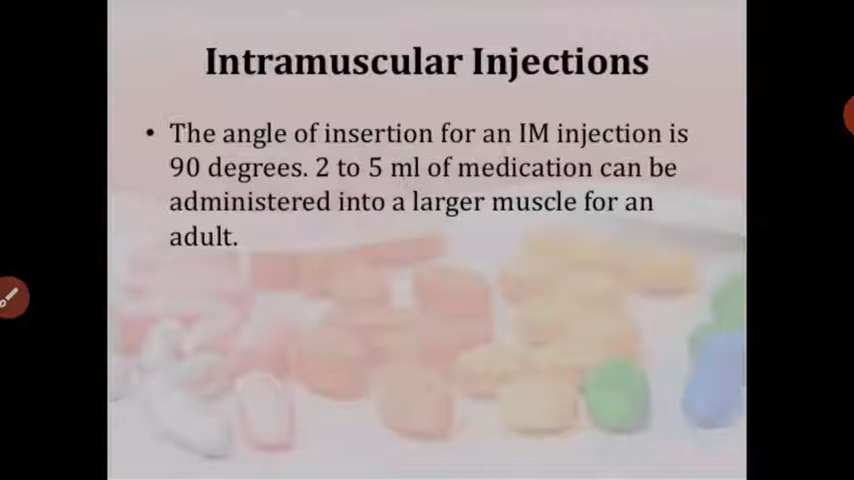 Intramuscular Injections
• The angle of insertion for an IM injection is
90 degrees. 2 to 5 ml of medication can be
administered into a larger muscle for an
adult.